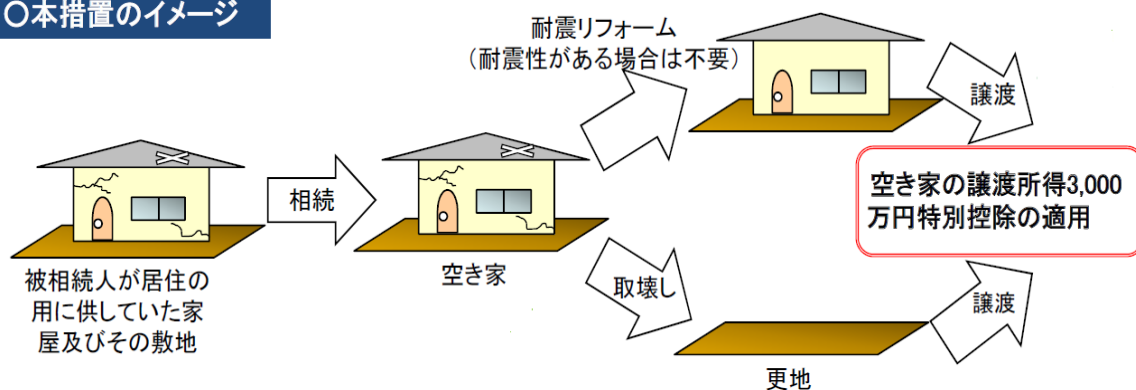 〇本措置のイメージ
耐震リフォーム
（耐震性がある場合は不要）
譲渡
相続
空き家の譲渡所得3,000
万円特別控除の適用
被相続人が居住の
用に供していた家
屋及びその敷地
空き家
取壊し
譲渡
更地